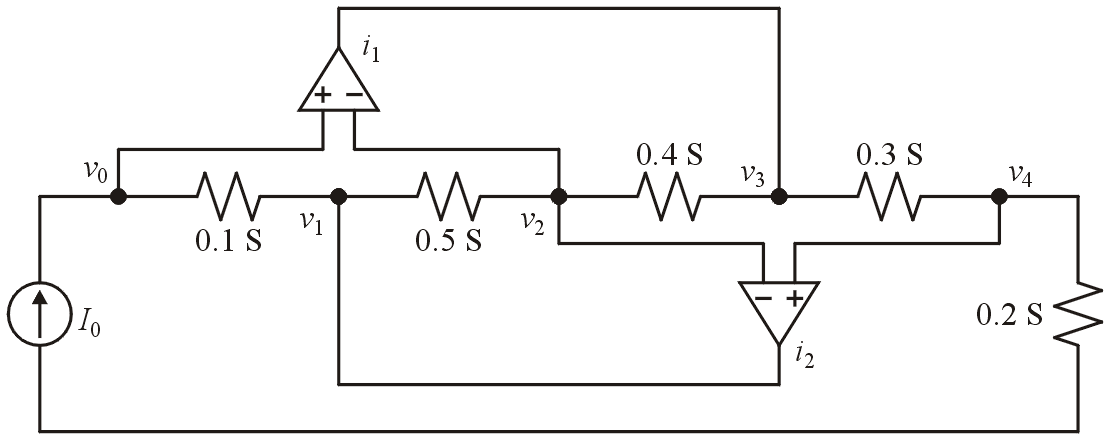 i₁
+ −
0.4 S
0.3 S
v₀
v₃
v₄
v₁
v₂
0.1 S
0.5 S
− +
I₀
0.2 S
i₂